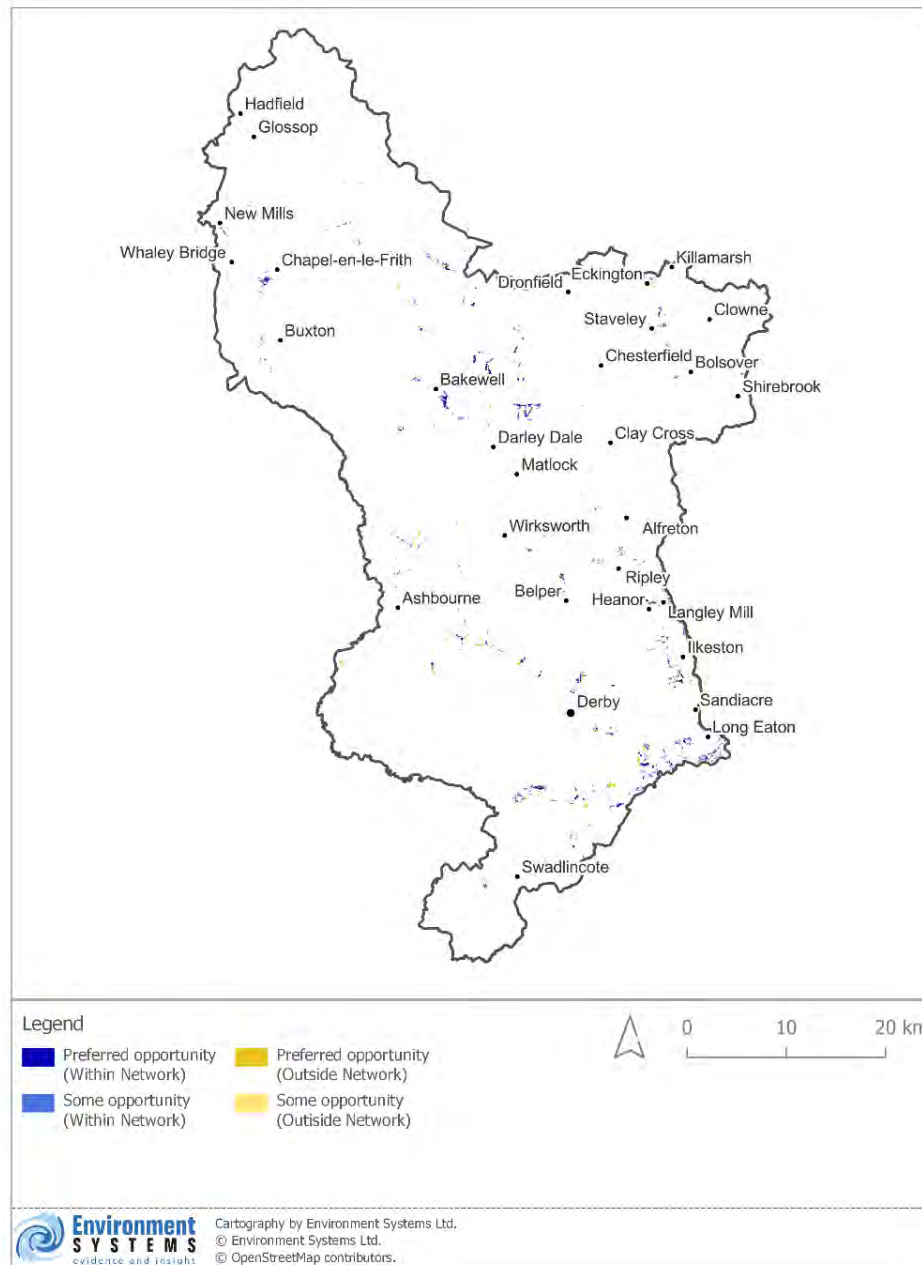 Hadfield
Glossop
New Mills
Whaley Bridge
Chapel-en-le-Frith
Killamarsh
Eckington
Dronfield
Clowne
Staveley
Buxton
Chesterfield
Bolsover
Bakewell
Shirebrook
Darley Dale
Clay Cross
Matlock
Wirksworth
Alfreton
Ripley
Belper
Ashbourne
Heanor
Langley Mill
Ilkeston
Derby
Sandiacre
Long Eaton
Swadlincote
Legend
Preferred opportunity
(Within Network)
Some opportunity
(Within Network)
Preferred opportunity
(Outside Network)
Some opportunity
(Outiside Network)
0 10 20 km
Environment
SYSTEMS
evidence and insight
Cartography by Environment Systems Ltd.
© Environment Systems Ltd.
© OpenStreetMap contributors.